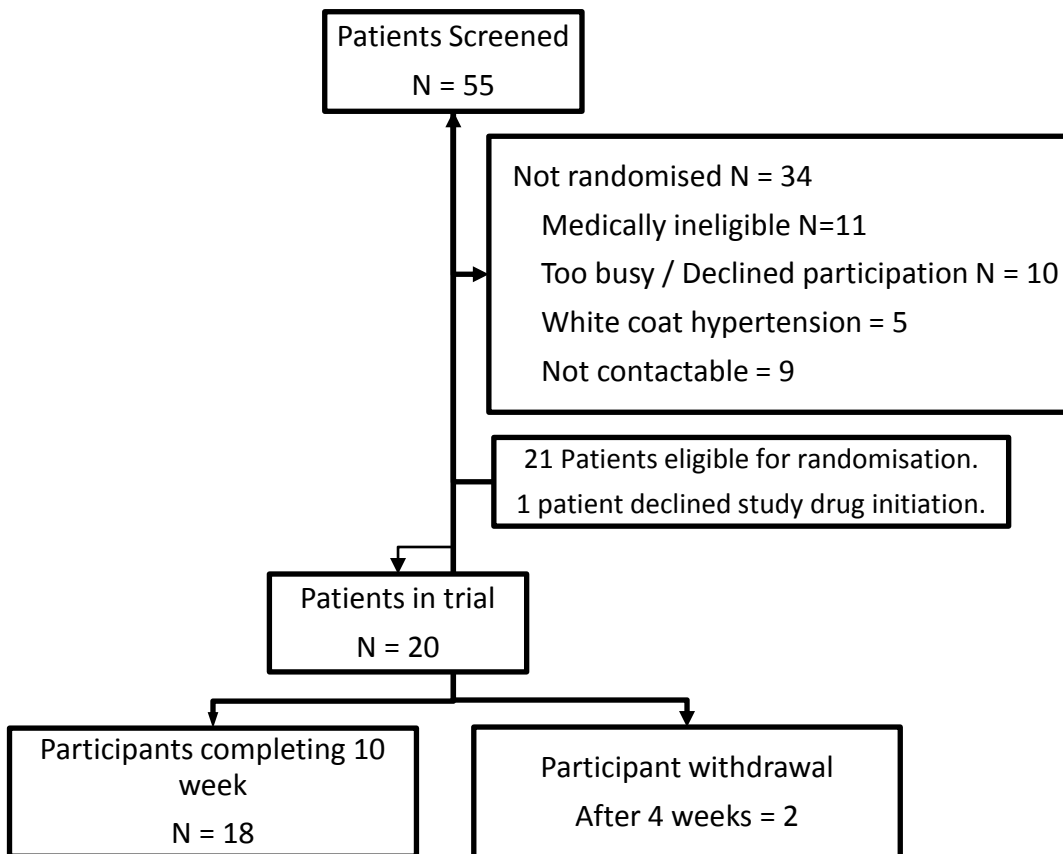 Patients Screened
N = 55
Not randomised N = 34
Medically ineligible N=11
Too busy / Declined participation N = 10
White coat hypertension = 5
Not contactable = 9
21 Patients eligible for randomisation.
1 patient declined study drug initiation.
Patients in trial
N = 20
Participants completing 10
week
N = 18
Participant withdrawal
After 4 weeks = 2